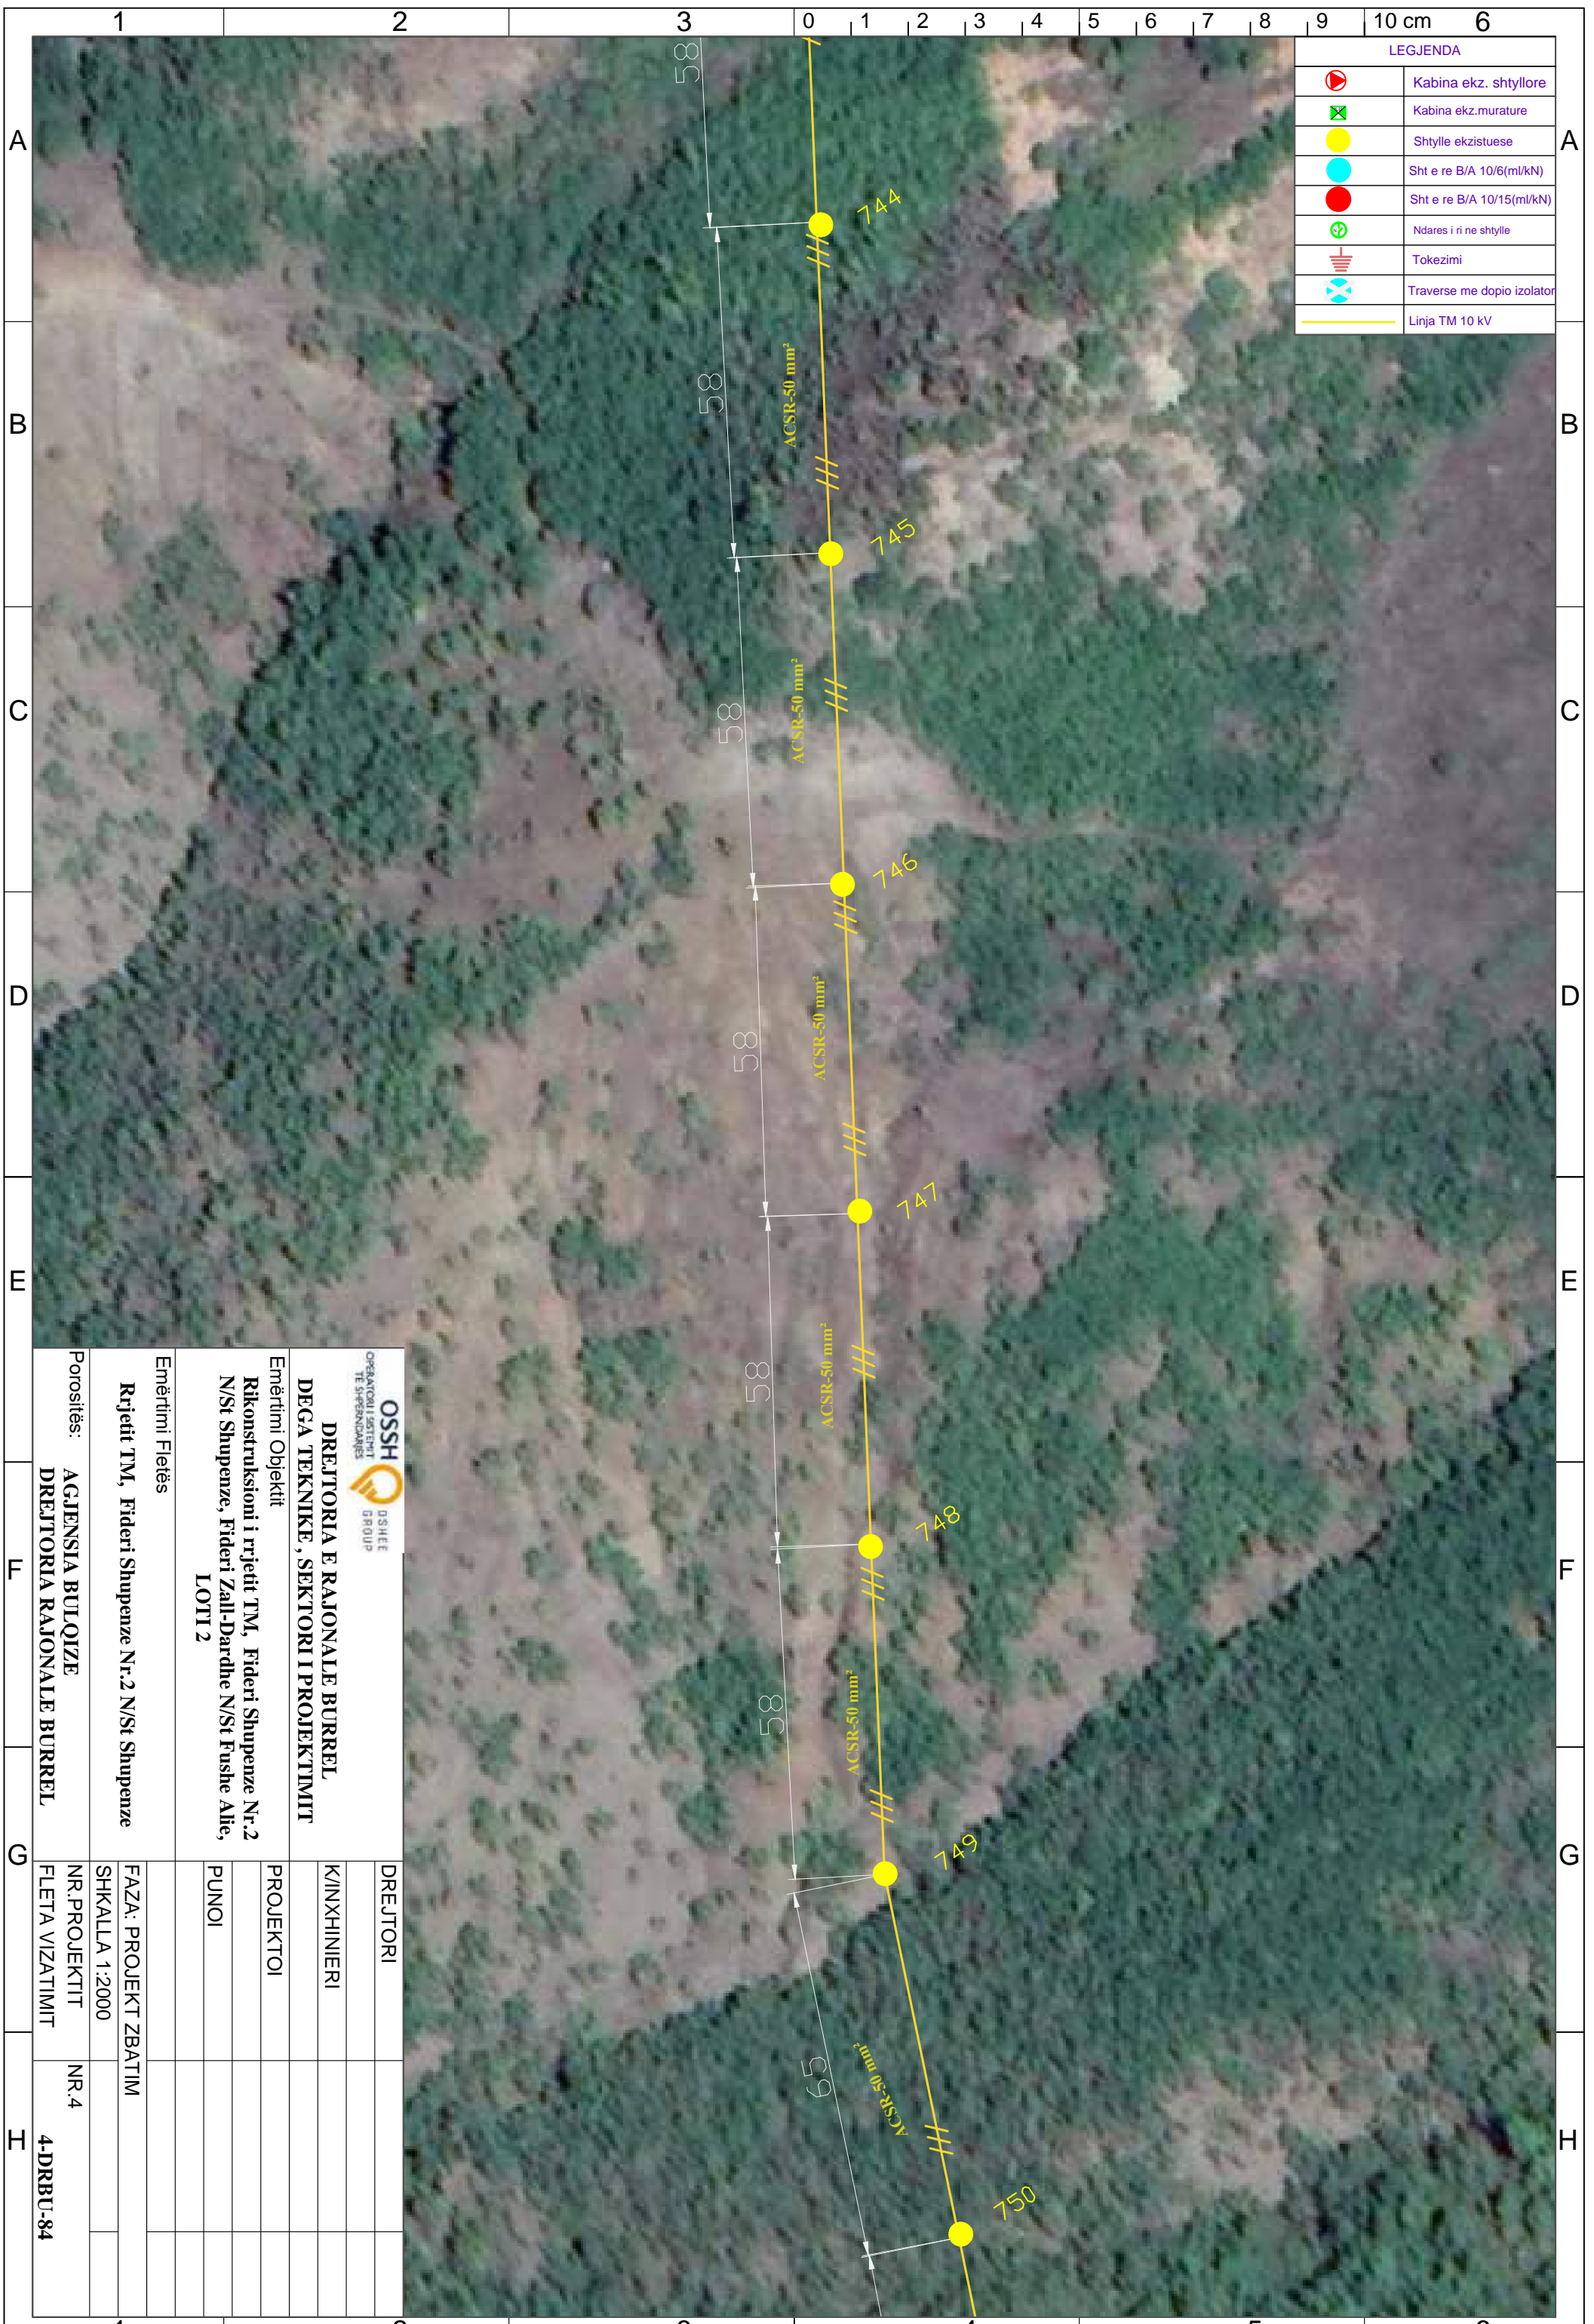 1 2 3 0 1 2 3 4 5 6 7 8 9 10 cm 6
A A
B B
C C
D D
E E
F F
G G
H H
LEGJENDA
Kabina ekz. shtyllore
Kabina ekz.murature
Shtylle ekzistuese
Sht e re B/A 10/6(ml/kN)
Sht e re B/A 10/15(ml/kN)
Ndares i ri ne shtylle
Tokezimi
Traverse me dopio izolator
Linja TM 10 kV
58
744
58
ACSR-50 mm²
745
58
ACSR-50 mm²
746
58
ACSR-50 mm²
747
58
ACSR-50 mm²
748
58
ACSR-50 mm²
749
65
ACSR-50 mm²
750
OSSH
OPERATORI I SISTEMIT
TË SHPËRNDARJES
OSHEE
GROUP
DREJTORIA E RAJONALE BURREL
DEGA TEKNIKE , SEKTORI I PROJEKTIMIT
Emërtimi Objektit
Rikonstruksioni i rrjetit TM, Fideri Shupenze Nr.2
N/St Shupenze, Fideri Zall-Dardhe N/St Fushe Alie,
LOTI 2
Emërtimi Fletës
Rrjetit TM, Fideri Shupenze Nr.2 N/St Shupenze
Porositës:
AGJENSIA BULQIZE
DREJTORIA RAJONALE BURREL
DREJTORI
K/INXHINIERI
PROJEKTOI
PUNOI
FAZA: PROJEKT ZBATIM
SHKALLA 1:2000
NR.PROJEKTIT NR.4
FLETA VIZATIMIT 4-DRBU-84